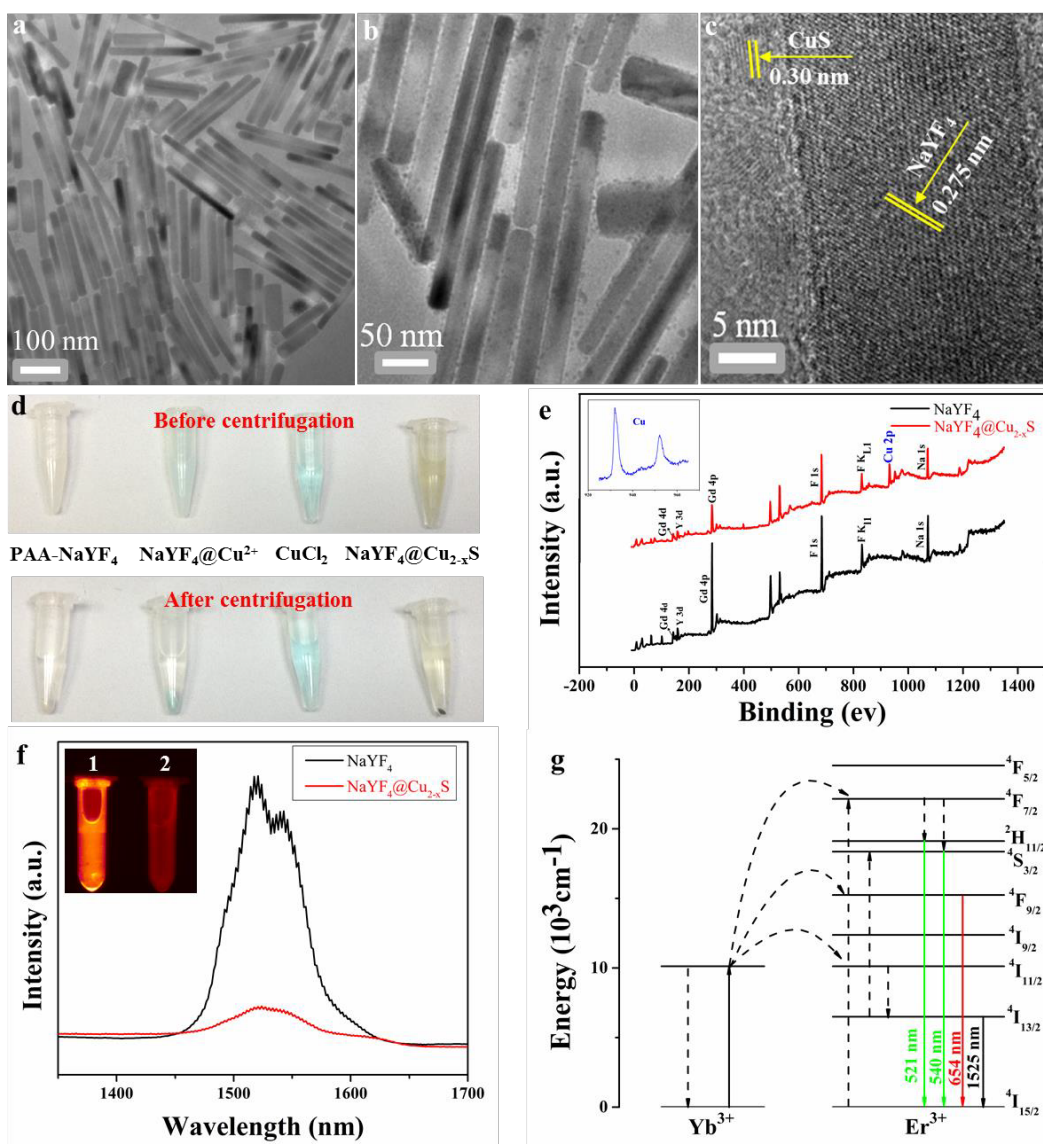 a
100 nm
b
50 nm
c
CuS
0.30 nm
NaYF4
0.275 nm
5 nm
d
Before centrifugation
PAA-NaYF4 NaYF4@Cu2+ CuCl2 NaYF4@Cu2-xS
After centrifugation
e
Intensity (a.u.)
Cu
NaYF4
NaYF4@Cu2-xS
Gd 4d
Y 3d
Gd 4p
F 1s
F KL1
Cu 2p
Na 1s
Gd 4d
Y 3d
Gd 4p
F 1s
Na 1s
-200 0 200 400 600 800 1000 1200 1400
Binding (ev)
f
1 2
NaYF4
NaYF4@Cu2-xS
Intensity (a.u.)
1400 1500 1600 1700
Wavelength (nm)
g
Energy (10³cm⁻¹)
20
10
0
4F5/2
4F7/2
2H11/2
4S3/2
4F9/2
4I9/2
4I11/2
4I13/2
4I15/2
521 nm
540 nm
654 nm
1525 nm
Yb3+ Er3+